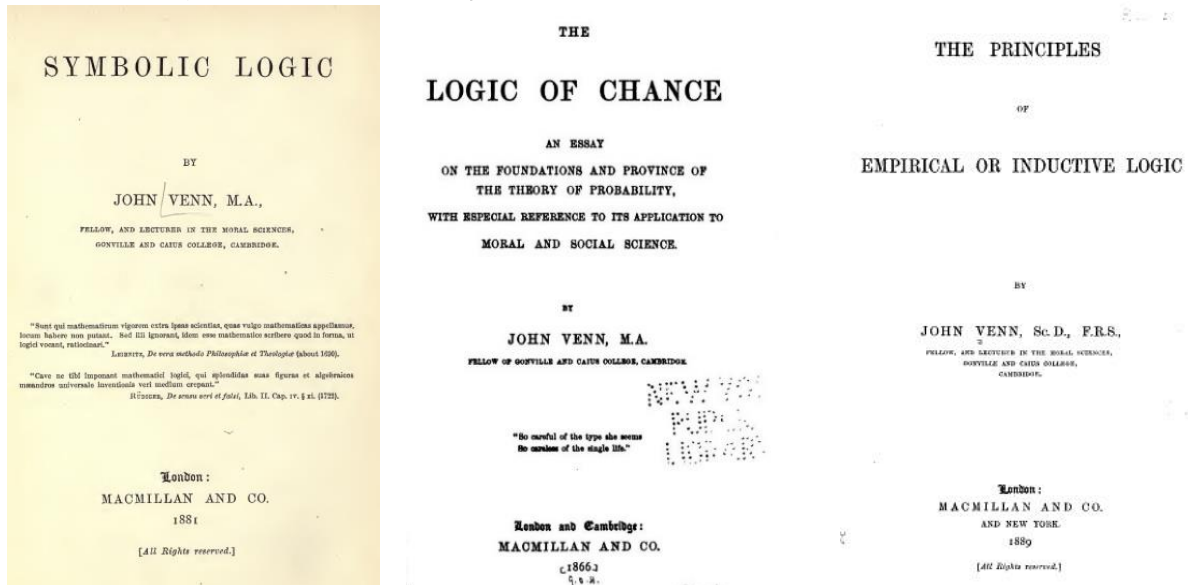 SYMBOLIC LOGIC
BY
JOHN VENN, M.A.,
FELLOW, AND LECTURER IN THE MORAL SCIENCES,
GONVILLE AND CAIUS COLLEGE, CAMBRIDGE.
"Sunt qui mathematicum vigorem extra ipsas scientias, quas vulgo mathematicas appellamus,
locum habere non putant. Sed illi ignorant, idem esse mathematice scribere quod in forma, ut
logici vocant, ratiocinari."
LEIBNITZ, De vera methodo Philosophiæ et Theologiæ (about 1690).
"Cave ne tibi imponant mathematici logici, qui splendidas suas figuras et algebraicos
mæandros universale inventionis veri medium crepant."
RÜDIGER, De sensu veri et falsi, Lib. II. Cap. IV. § xi. (1722).
London:
MACMILLAN AND CO.
1881
[All Rights reserved.]
THE
LOGIC OF CHANCE
AN ESSAY
ON THE FOUNDATIONS AND PROVINCE OF
THE THEORY OF PROBABILITY,
WITH ESPECIAL REFERENCE TO ITS APPLICATION TO
MORAL AND SOCIAL SCIENCE.
BY
JOHN VENN, M.A.
FELLOW OF GONVILLE AND CAIUS COLLEGE, CAMBRIDGE.
NEW YO
PUB
LIBRAR
"So careful of the type she seems
So careless of the single life."
London and Cambridge:
MACMILLAN AND CO.
1866.
THE PRINCIPLES
OF
EMPIRICAL OR INDUCTIVE LOGIC
BY
JOHN VENN, Sc.D., F.R.S.,
FELLOW, AND LECTURER IN THE MORAL SCIENCES,
GONVILLE AND CAIUS COLLEGE,
CAMBRIDGE.
London:
MACMILLAN AND CO.
AND NEW YORK.
1889
[All Rights reserved.]